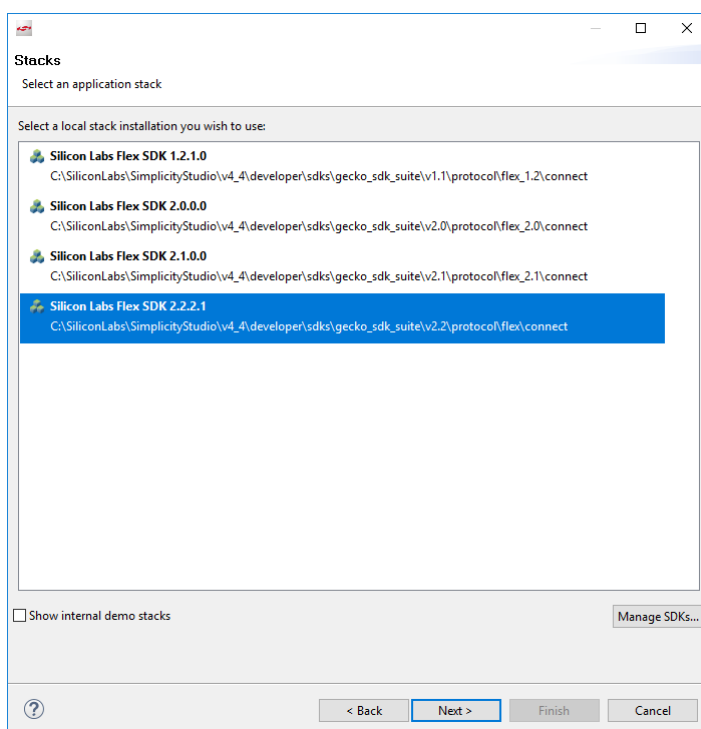 Stacks
Select an application stack
Select a local stack installation you wish to use:
Silicon Labs Flex SDK 1.2.1.0
C:\SiliconLabs\SimplicityStudio\v4_4\developer\sdks\gecko_sdk_suite\v1.1\protocol\flex_1.2\connect
Silicon Labs Flex SDK 2.0.0.0
C:\SiliconLabs\SimplicityStudio\v4_4\developer\sdks\gecko_sdk_suite\v2.0\protocol\flex_2.0\connect
Silicon Labs Flex SDK 2.1.0.0
C:\SiliconLabs\SimplicityStudio\v4_4\developer\sdks\gecko_sdk_suite\v2.1\protocol\flex_2.1\connect
Silicon Labs Flex SDK 2.2.2.1
C:\SiliconLabs\SimplicityStudio\v4_4\developer\sdks\gecko_sdk_suite\v2.2\protocol\flex\connect
Show internal demo stacks
Manage SDKs...
? < Back Next > Finish Cancel